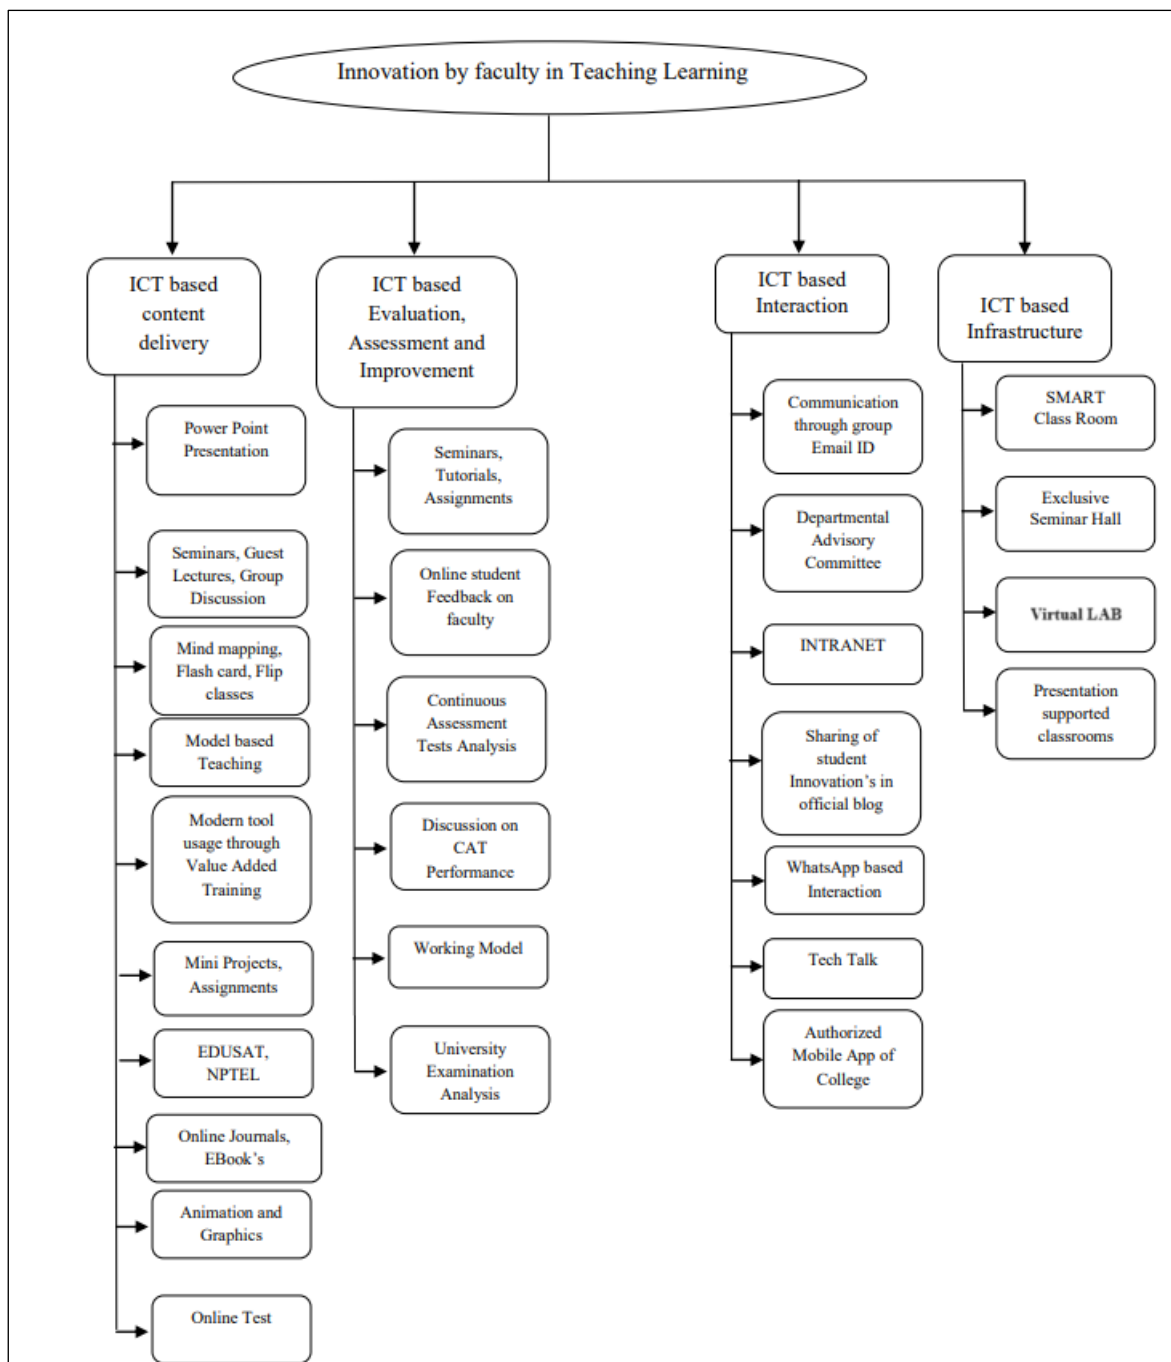 Innovation by faculty in Teaching Learning
ICT based
content
delivery
Power Point
Presentation
Seminars, Guest
Lectures, Group
Discussion
Mind mapping,
Flash card, Flip
classes
Model based
Teaching
Modern tool
usage through
Value Added
Training
Mini Projects,
Assignments
EDUSAT,
NPTEL
Online Journals,
EBook's
Animation and
Graphics
Online Test
ICT based
Evaluation,
Assessment and
Improvement
Seminars,
Tutorials,
Assignments
Online student
Feedback on
faculty
Continuous
Assessment
Tests Analysis
Discussion on
CAT
Performance
Working Model
University
Examination
Analysis
ICT based
Interaction
Communication
through group
Email ID
Departmental
Advisory
Committee
INTRANET
Sharing of
student
Innovation's in
official blog
WhatsApp based
Interaction
Tech Talk
Authorized
Mobile App of
College
ICT based
Infrastructure
SMART
Class Room
Exclusive
Seminar Hall
Virtual LAB
Presentation
supported
classrooms